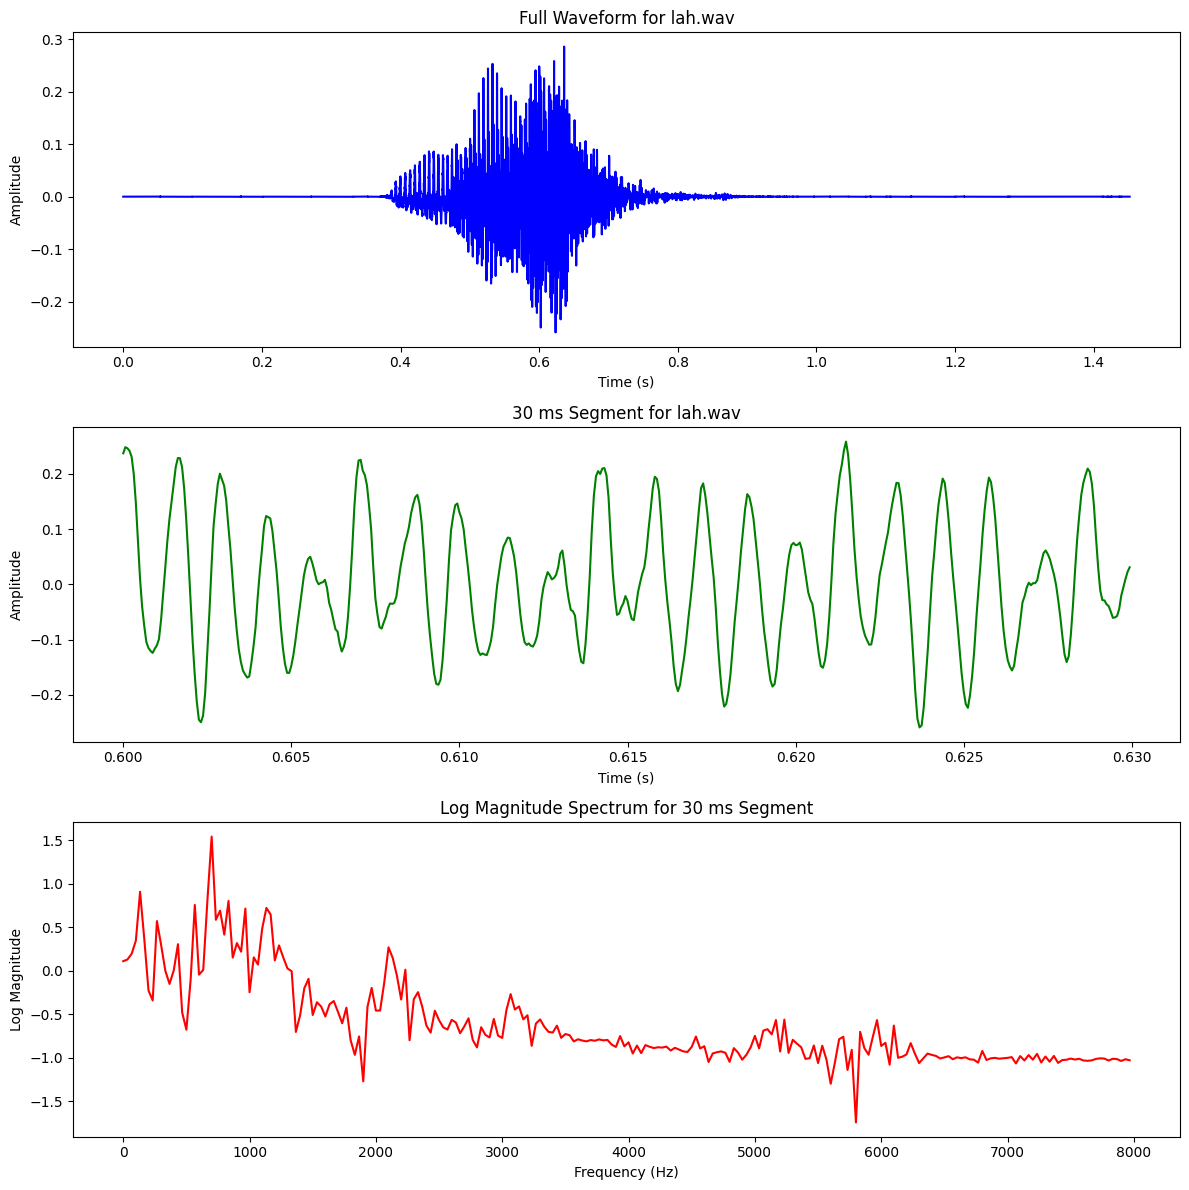 Full Waveform for lah.wav
0.3
0.2
0.1
0.0
−0.1
−0.2
Amplitude
0.0 0.2 0.4 0.6 0.8 1.0 1.2 1.4
Time (s)
30 ms Segment for lah.wav
0.2
0.1
0.0
−0.1
−0.2
Amplitude
0.600 0.605 0.610 0.615 0.620 0.625 0.630
Time (s)
Log Magnitude Spectrum for 30 ms Segment
1.5
1.0
0.5
0.0
−0.5
−1.0
−1.5
Log Magnitude
0 1000 2000 3000 4000 5000 6000 7000 8000
Frequency (Hz)